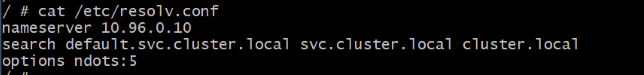 / # cat /etc/resolv.conf
nameserver 10.96.0.10
search default.svc.cluster.local svc.cluster.local cluster.local
options ndots:5
/ #